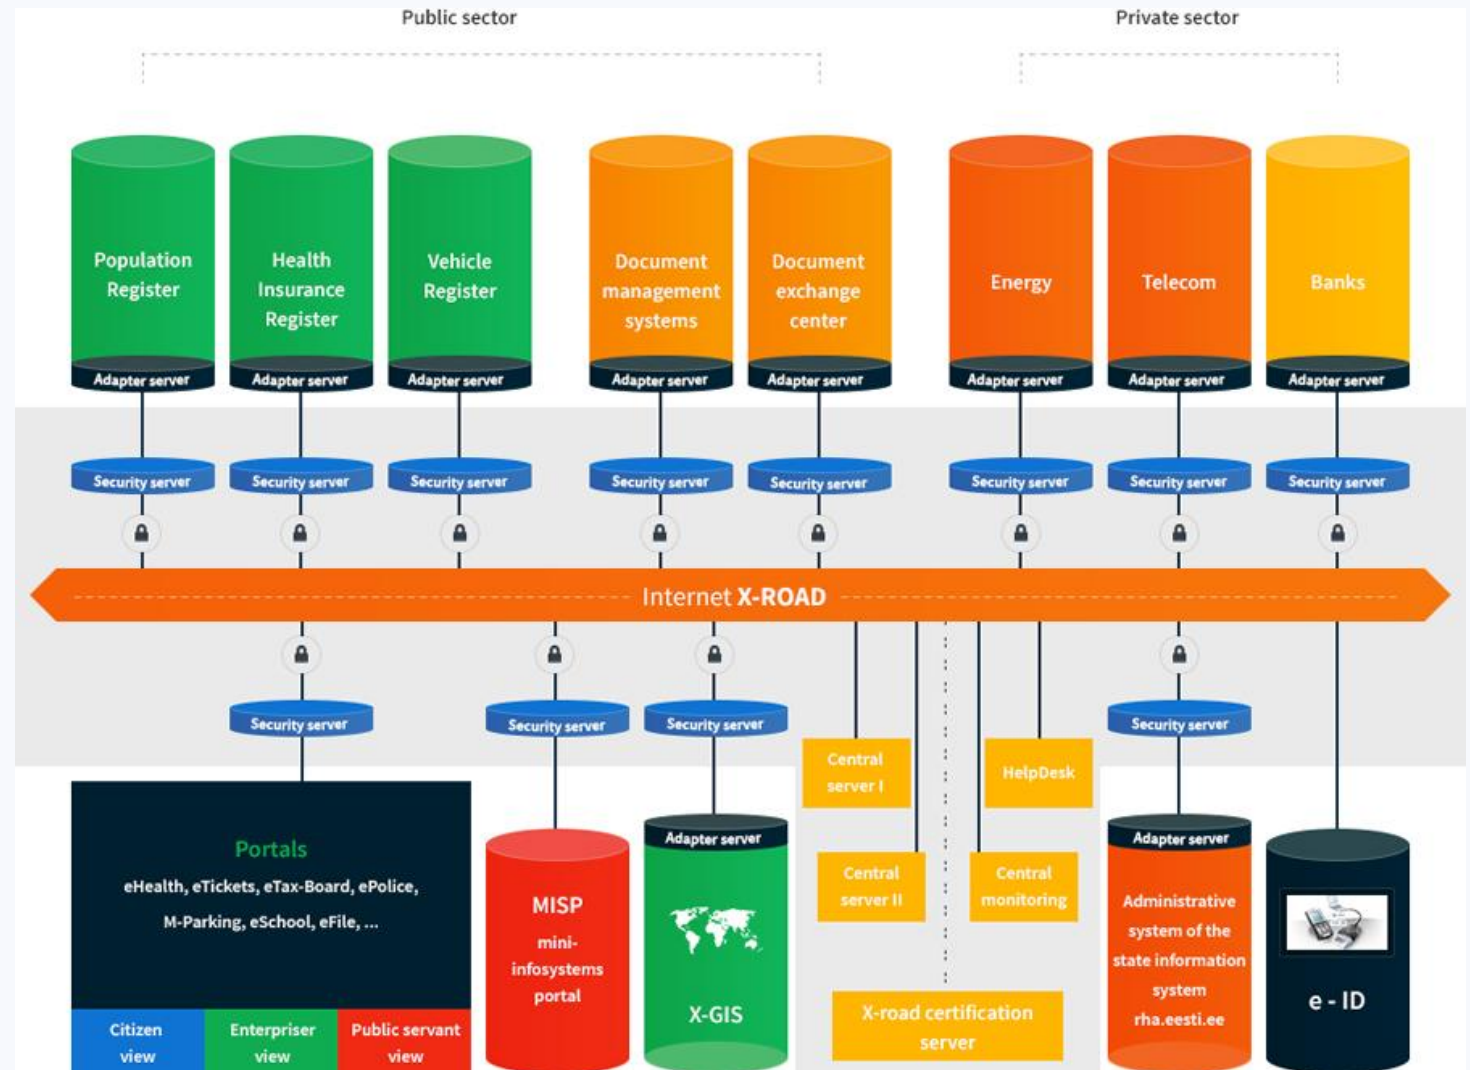 Public sector
Private sector
Population
Register
Health
Insurance
Register
Vehicle
Register
Document
management
systems
Document
exchange
center
Energy
Telecom
Banks
Adapter server
Adapter server
Adapter server
Adapter server
Adapter server
Adapter server
Adapter server
Adapter server
Security server
Security server
Security server
Security server
Security server
Security server
Security server
Security server
Internet X-ROAD
Security server
Security server
Security server
Security server
Portals
eHealth, eTickets, eTax-Board, ePolice,
M-Parking, eSchool, eFile, ...
Citizen
view
Enterpriser
view
Public servant
view
MISP
mini-
infosystems
portal
Adapter server
X-GIS
Central
server I
HelpDesk
Central
server II
Central
monitoring
X-road certification
server
Adapter server
Administrative
system of the
state information
system
rha.eesti.ee
e - ID